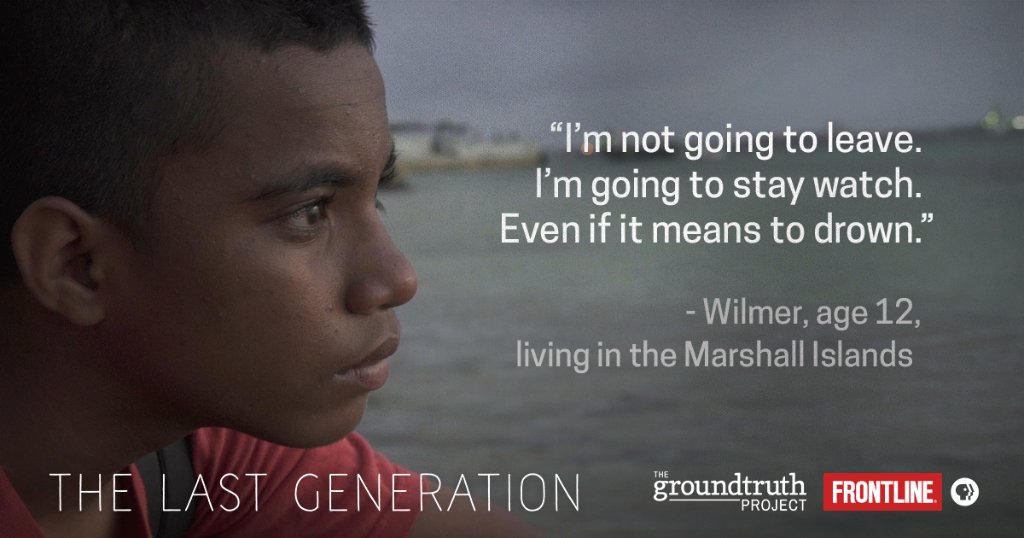 “I’m not going to leave.
I’m going to stay watch.
Even if it means to drown.”
- Wilmer, age 12,
living in the Marshall Islands
THE LAST GENERATION
THE
groundtruth
PROJECT
FRONTLINE
PBS